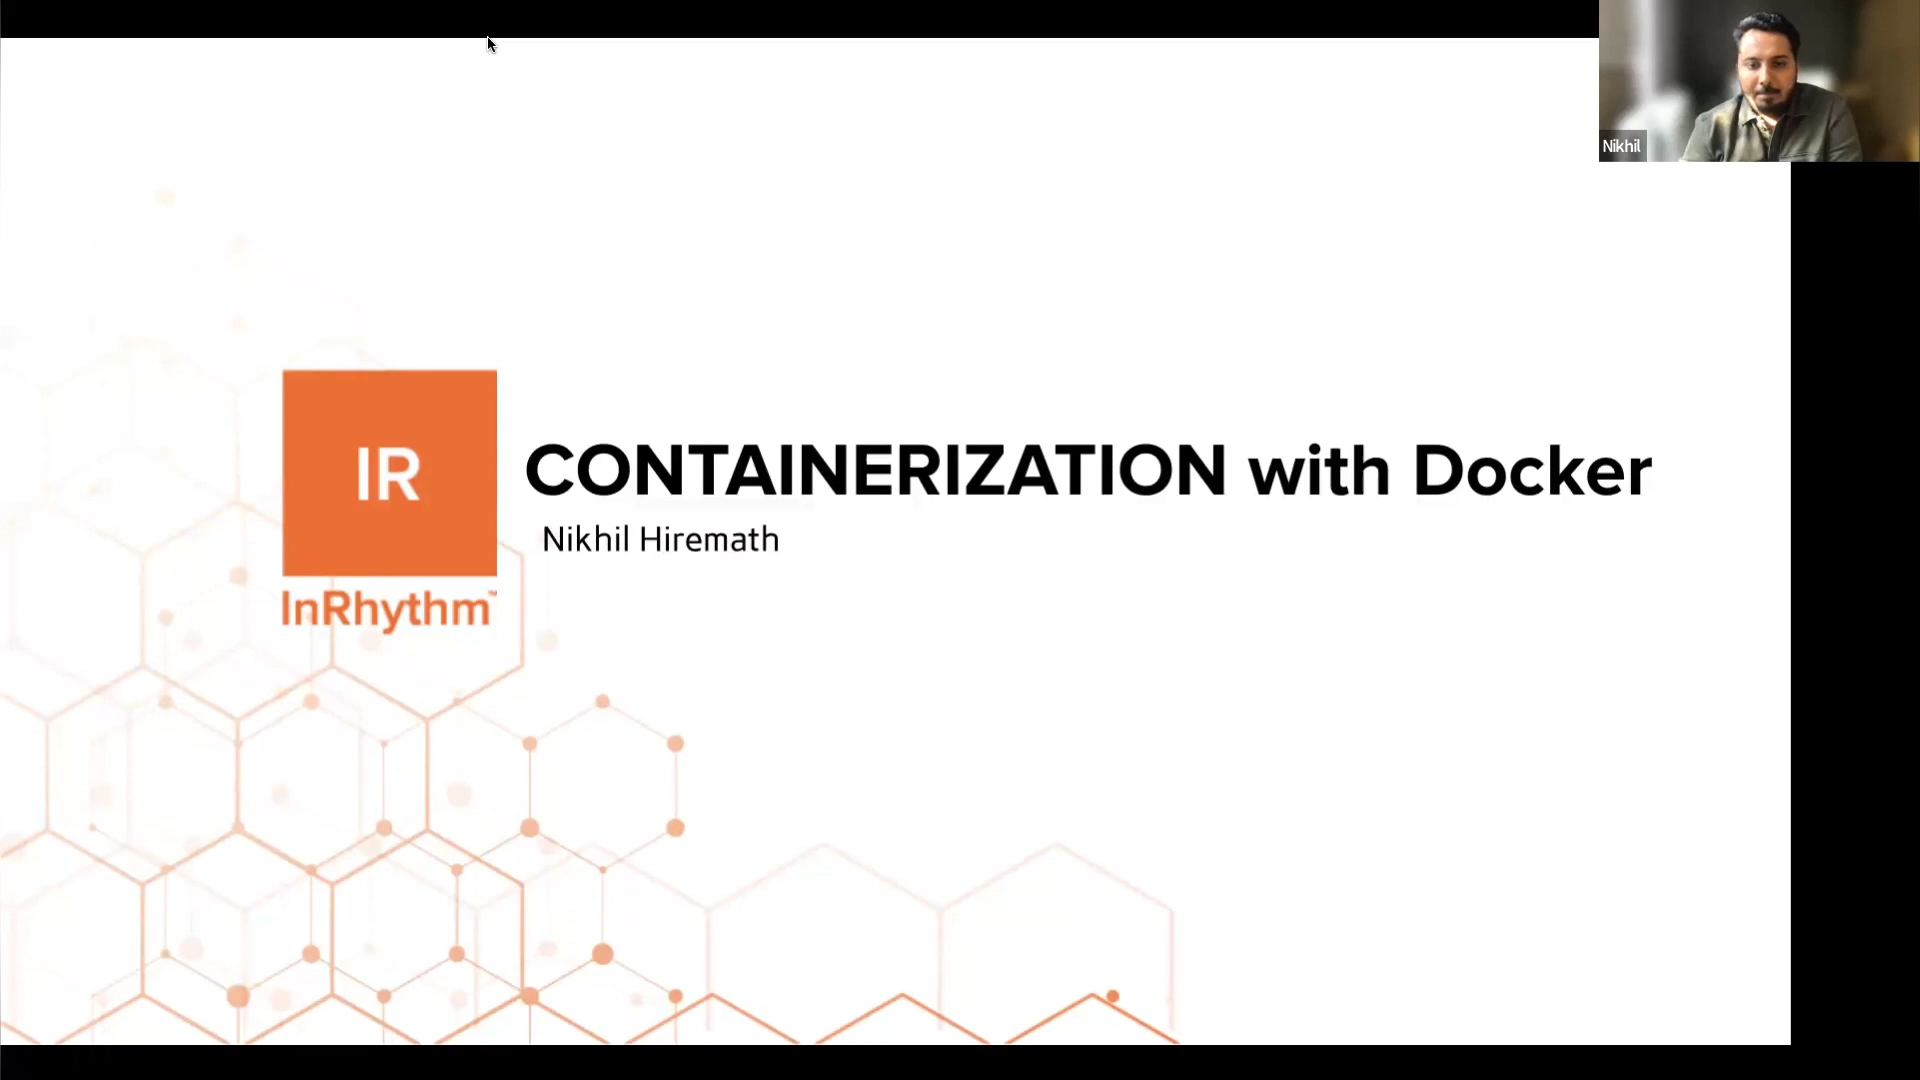 Nikhil
IR
CONTAINERIZATION with Docker
Nikhil Hiremath
InRhythm™